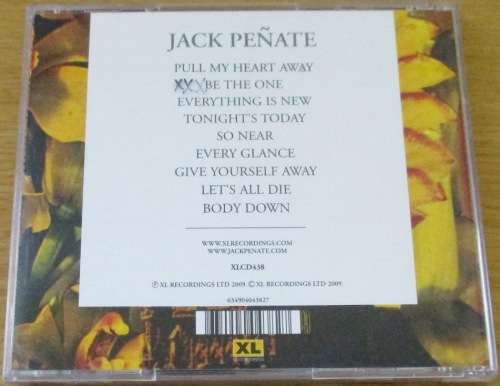 JACK PEÑATE
PULL MY HEART AWAY
XXX BE THE ONE
EVERYTHING IS NEW
TONIGHT'S TODAY
SO NEAR
EVERY GLANCE
GIVE YOURSELF AWAY
LET'S ALL DIE
BODY DOWN
WWW.XLRECORDINGS.COM
WWW.JACKPENATE.COM
XLCD438
℗ XL RECORDINGS LTD 2009. © XL RECORDINGS LTD 2009.
634904043827
XL